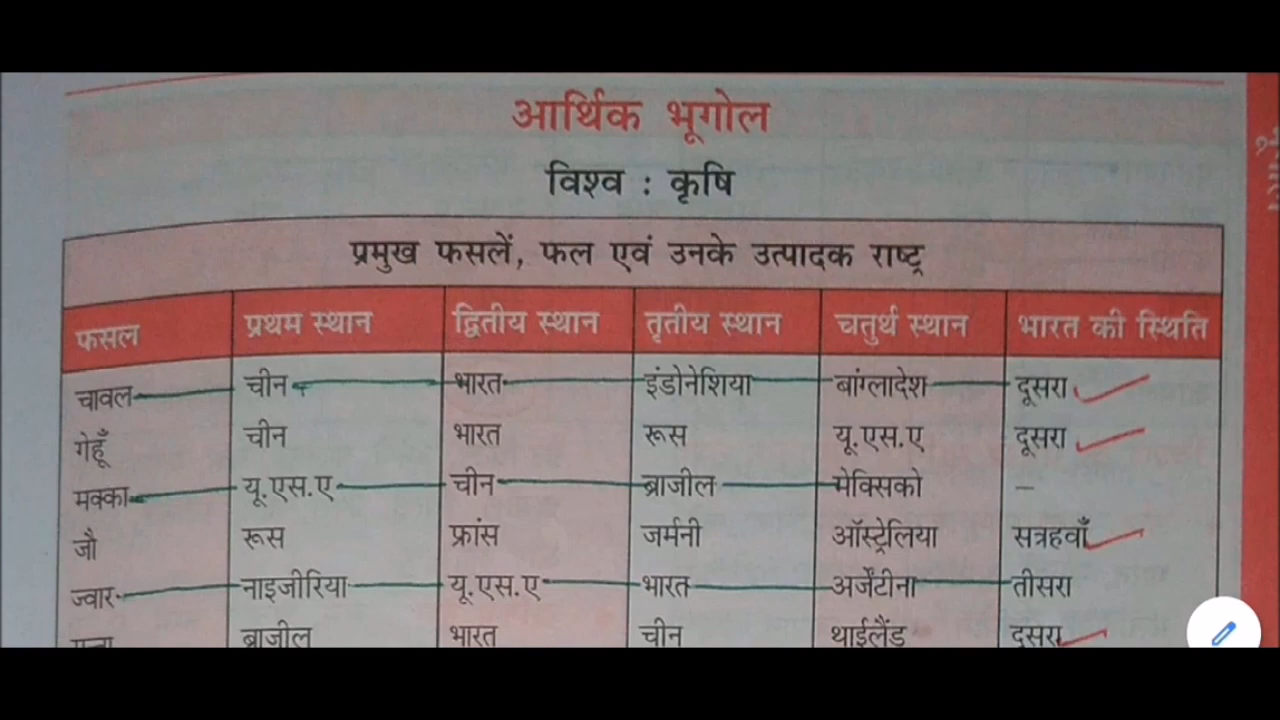 आर्थिक भूगोल
विश्व : कृषि
प्रमुख फसलें, फल एवं उनके उत्पादक राष्ट्र
फसल प्रथम स्थान द्वितीय स्थान तृतीय स्थान चतुर्थ स्थान भारत की स्थिति
चावल चीन भारत इंडोनेशिया बांग्लादेश दूसरा
गेहूँ चीन भारत रूस यू.एस.ए दूसरा
मक्का यू.एस.ए चीन ब्राजील मेक्सिको –
जौ रूस फ्रांस जर्मनी ऑस्ट्रेलिया सत्रहवाँ
ज्वार नाइजीरिया यू.एस.ए भारत अर्जेंटीना तीसरा
ब्राजील भारत चीन थाईलैंड दूसरा